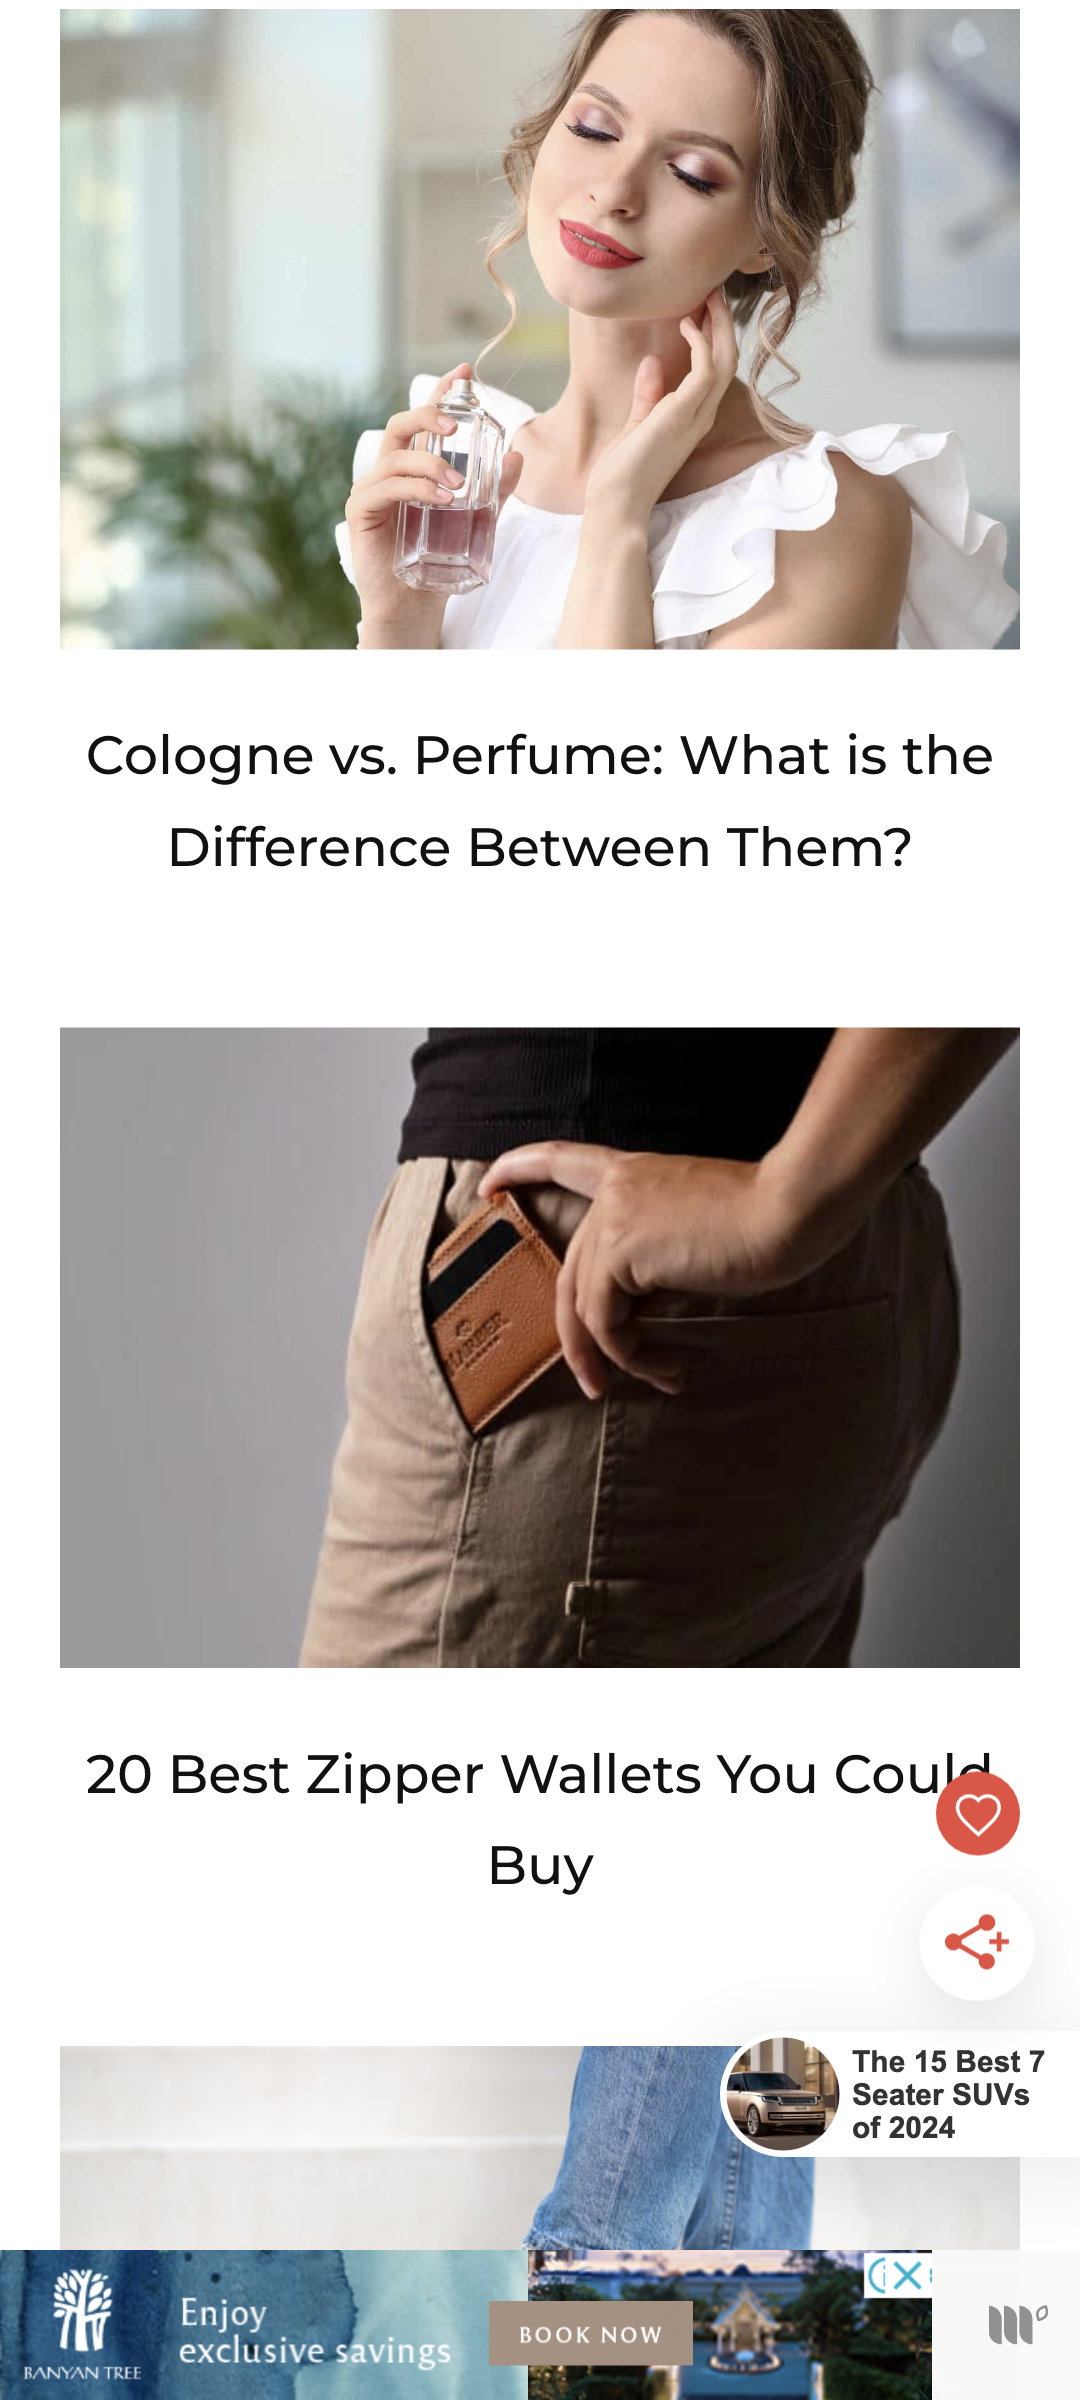 Cologne vs. Perfume: What is the
Difference Between Them?
20 Best Zipper Wallets You Could
Buy
The 15 Best 7
Seater SUVs
of 2024
BANYAN TREE
Enjoy
exclusive savings
BOOK NOW